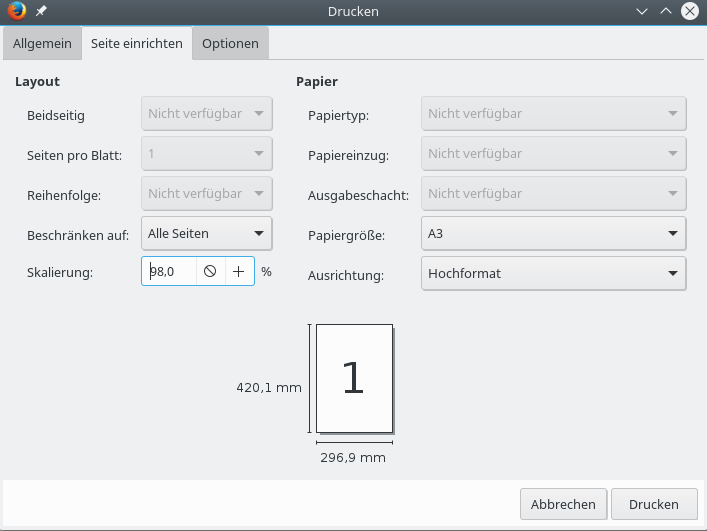 Drucken
Allgemein Seite einrichten Optionen
Layout
Beidseitig Nicht verfügbar
Seiten pro Blatt: 1
Reihenfolge: Nicht verfügbar
Beschränken auf: Alle Seiten
Skalierung: 98,0 %
Papier
Papiertyp: Nicht verfügbar
Papiereinzug: Nicht verfügbar
Ausgabeschacht: Nicht verfügbar
Papiergröße: A3
Ausrichtung: Hochformat
1
420,1 mm
296,9 mm
Abbrechen Drucken